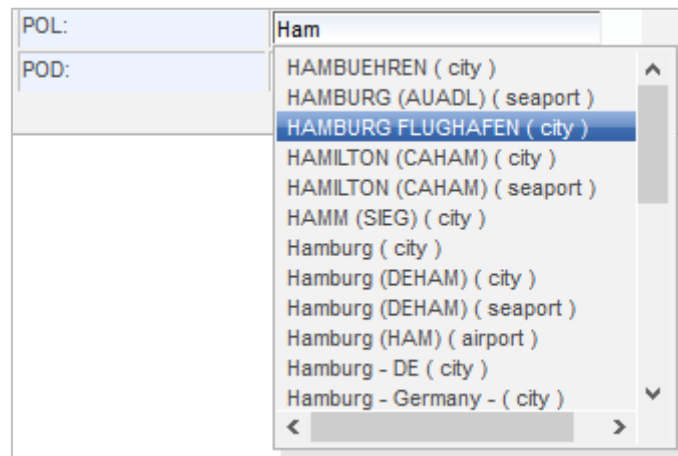 POL:
Ham
POD:
HAMBUEHREN ( city )
HAMBURG (AUADL) ( seaport )
HAMBURG FLUGHAFEN ( city )
HAMILTON (CAHAM) ( city )
HAMILTON (CAHAM) ( seaport )
HAMM (SIEG) ( city )
Hamburg ( city )
Hamburg (DEHAM) ( city )
Hamburg (DEHAM) ( seaport )
Hamburg (HAM) ( airport )
Hamburg - DE ( city )
Hamburg - Germany - ( city )